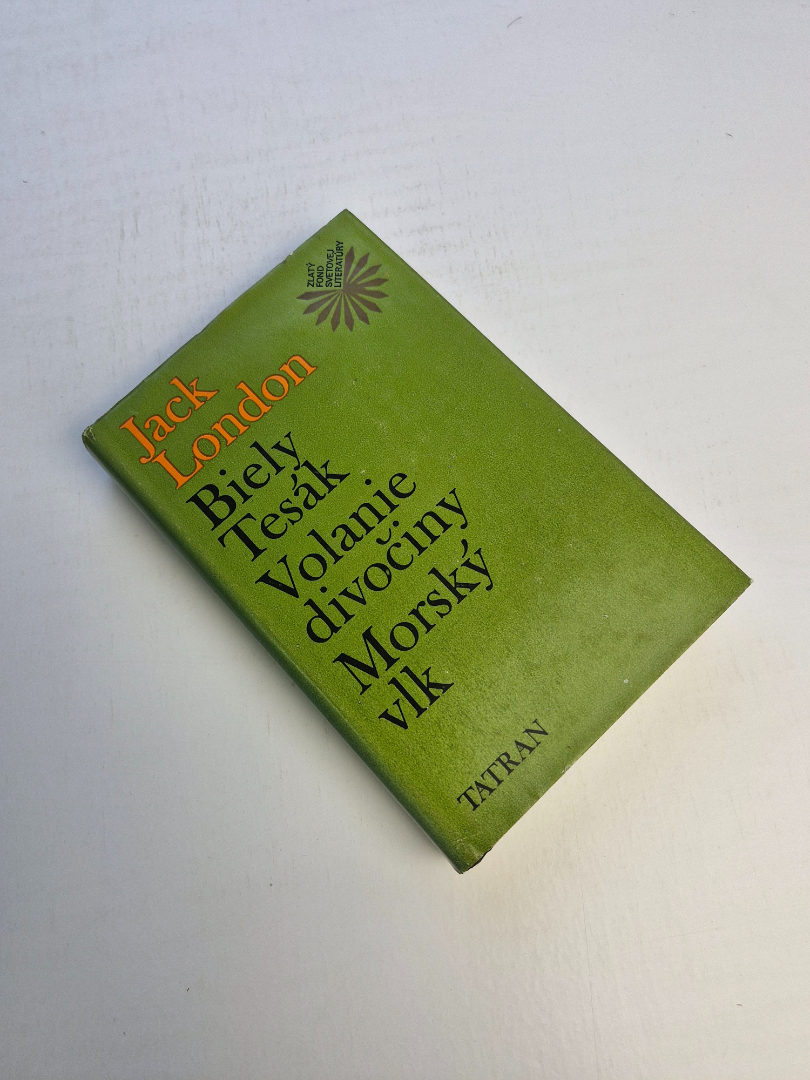 ZLATÝ
FOND
SVETOVEJ
LITERATÚRY
Jack
London
Biely
Tesák
Volanie
divočiny
Morský
vlk
TATRAN